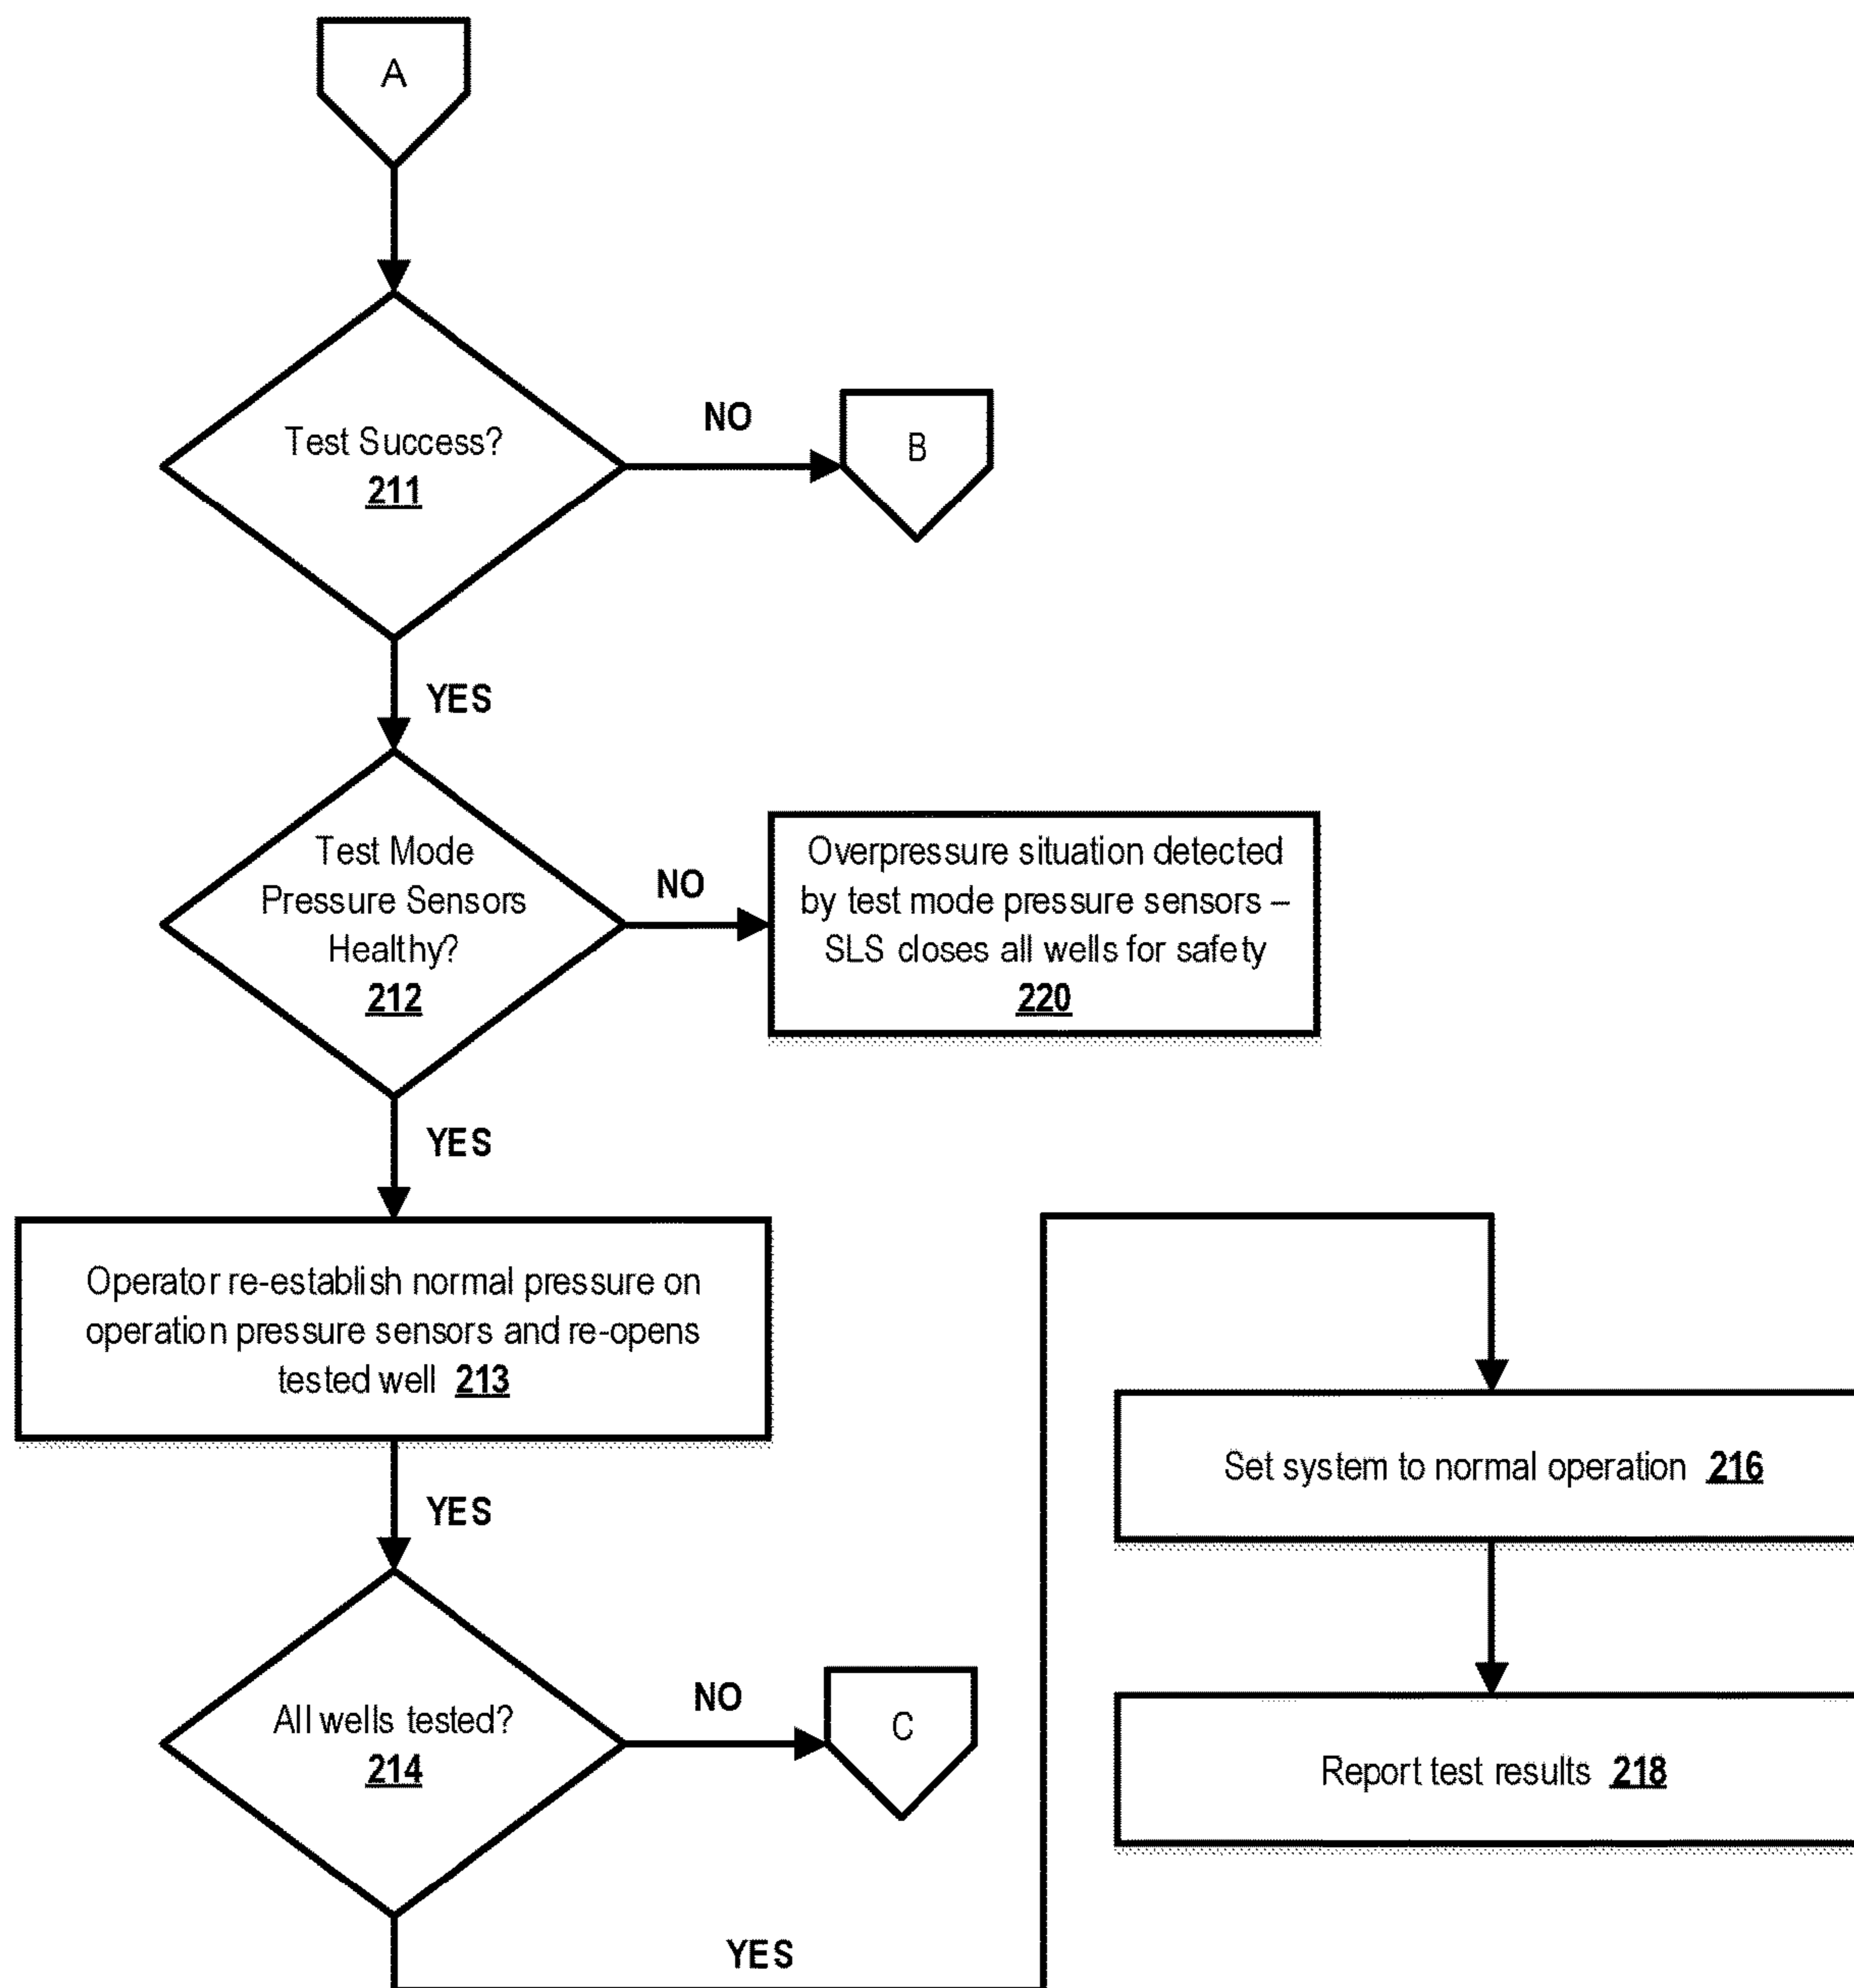 A
Test Success?
211
NO
B
YES
Test Mode
Pressure Sensors
Healthy?
212
NO
Overpressure situation detected
by test mode pressure sensors –
SLS closes all wells for safety
220
YES
Operator re-establish normal pressure on
operation pressure sensors and re-opens
tested well 213
YES
All wells tested?
214
NO
C
YES
Set system to normal operation 216
Report test results 218